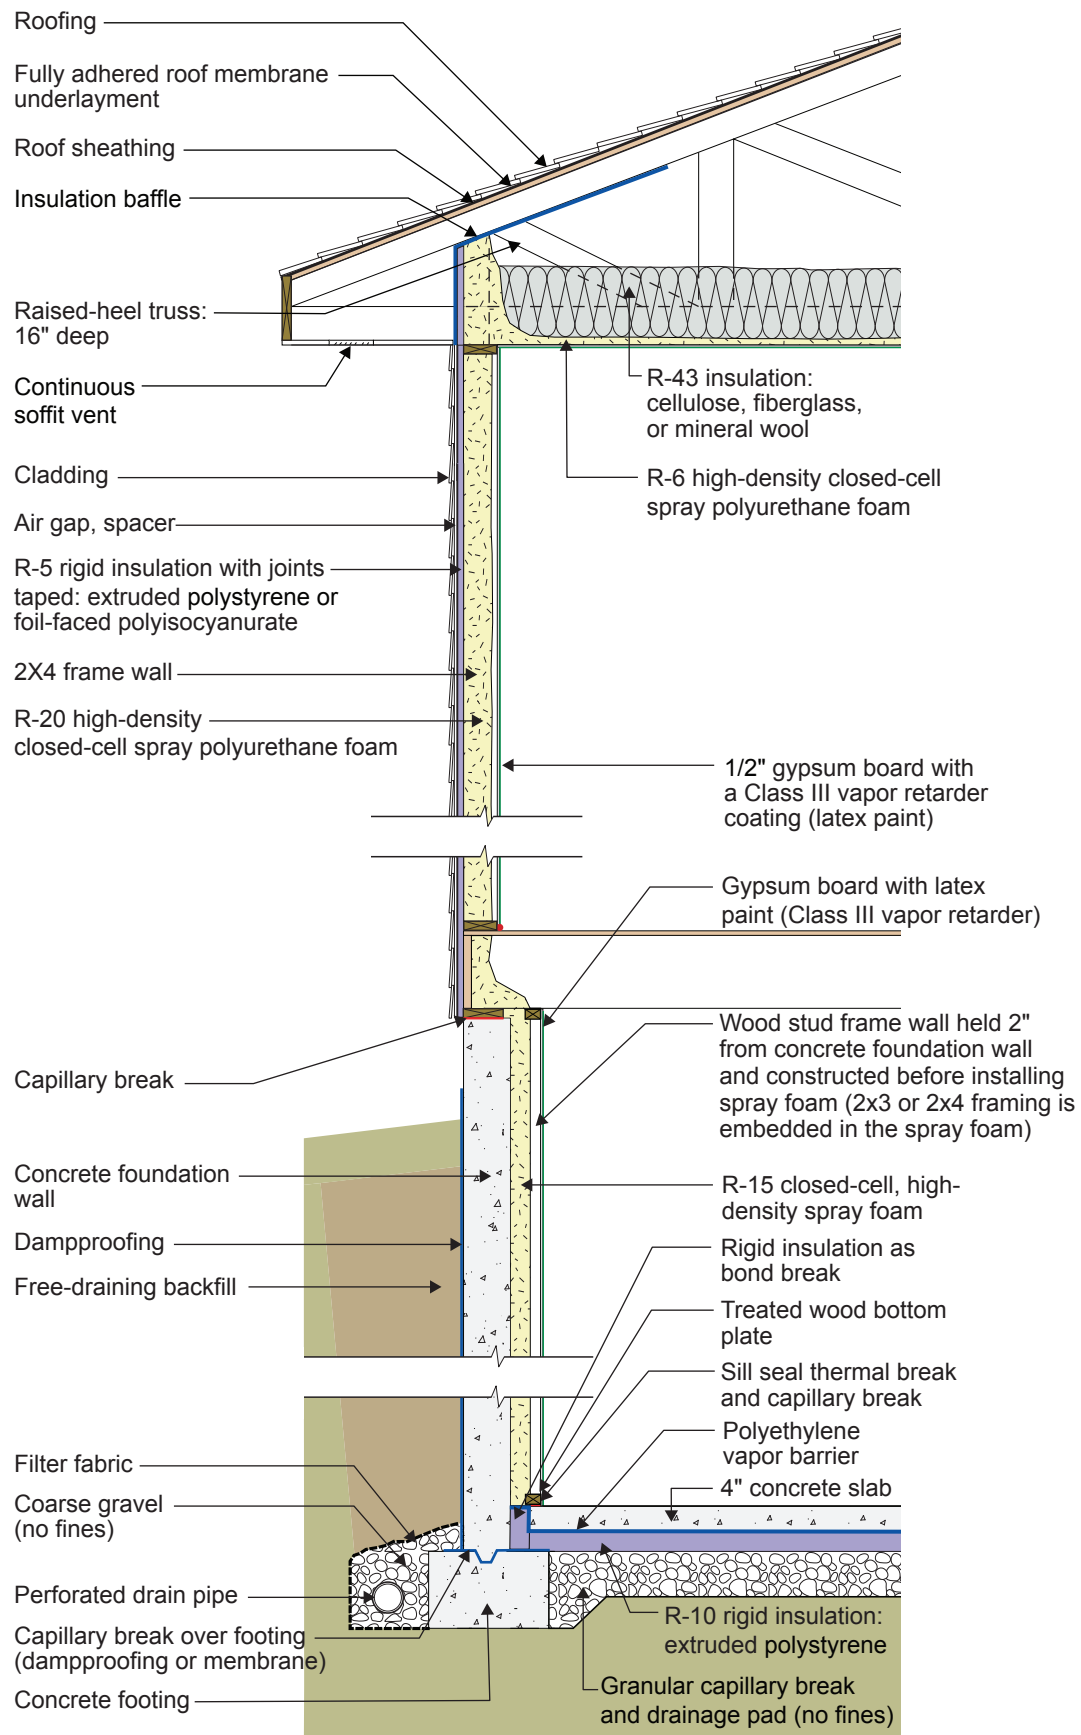 Roofing
Fully adhered roof membrane
underlayment
Roof sheathing
Insulation baffle
Raised-heel truss:
16" deep
Continuous
soffit vent
Cladding
Air gap, spacer
R-5 rigid insulation with joints
taped: extruded polystyrene or
foil-faced polyisocyanurate
2X4 frame wall
R-20 high-density
closed-cell spray polyurethane foam
Capillary break
Concrete foundation
wall
Dampproofing
Free-draining backfill
Filter fabric
Coarse gravel
(no fines)
Perforated drain pipe
Capillary break over footing
(dampproofing or membrane)
Concrete footing
R-43 insulation:
cellulose, fiberglass,
or mineral wool
R-6 high-density closed-cell
spray polyurethane foam
1/2" gypsum board with
a Class III vapor retarder
coating (latex paint)
Gypsum board with latex
paint (Class III vapor retarder)
Wood stud frame wall held 2"
from concrete foundation wall
and constructed before installing
spray foam (2x3 or 2x4 framing is
embedded in the spray foam)
R-15 closed-cell, high-
density spray foam
Rigid insulation as
bond break
Treated wood bottom
plate
Sill seal thermal break
and capillary break
Polyethylene
vapor barrier
4" concrete slab
R-10 rigid insulation:
extruded polystyrene
Granular capillary break
and drainage pad (no fines)